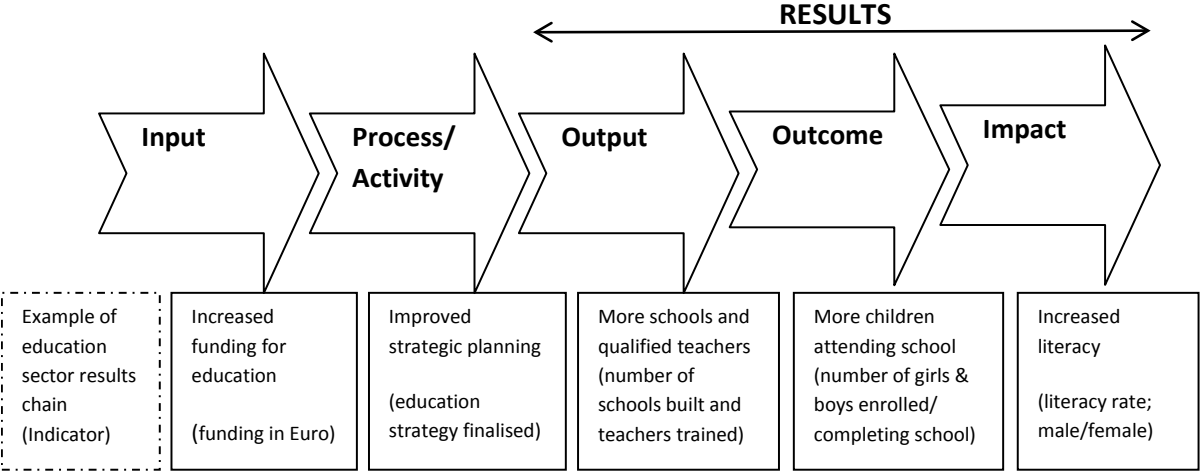 RESULTS
Input
Process/
Activity
Output
Outcome
Impact
Example of
education
sector results
chain
(Indicator)
Increased
funding for
education
(funding in Euro)
Improved
strategic planning
(education
strategy finalised)
More schools and
qualified teachers
(number of
schools built and
teachers trained)
More children
attending school
(number of girls &
boys enrolled/
completing school)
Increased
literacy
(literacy rate;
male/female)